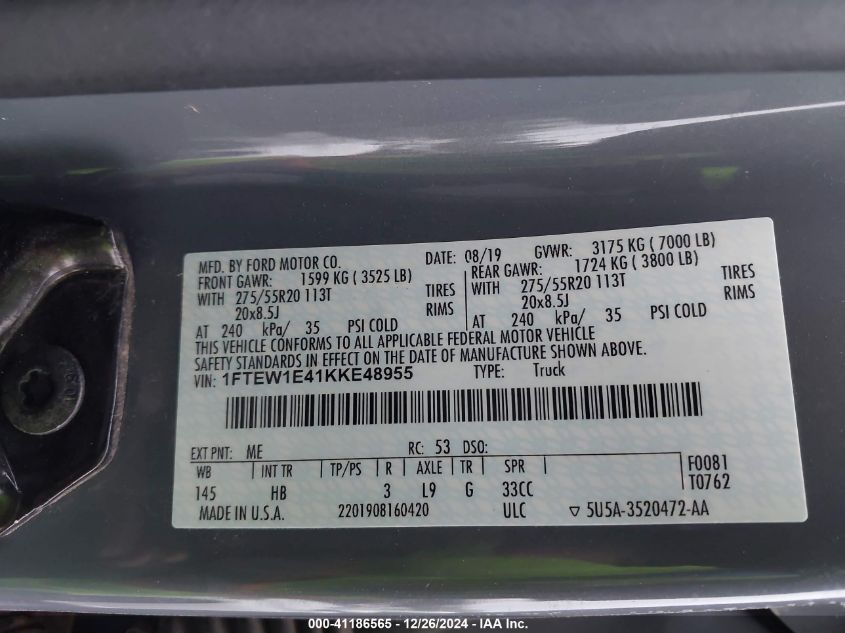 MFD. BY FORD MOTOR CO. DATE: 08/19 GVWR: 3175 KG ( 7000 LB)
FRONT GAWR: 1599 KG ( 3525 LB) REAR GAWR: 1724 KG ( 3800 LB)
WITH 275/55R20 113T TIRES WITH 275/55R20 113T TIRES
20x8.5J RIMS 20x8.5J RIMS
AT 240 kPa/ 35 PSI COLD AT 240 kPa/ 35 PSI COLD
THIS VEHICLE CONFORMS TO ALL APPLICABLE FEDERAL MOTOR VEHICLE
SAFETY STANDARDS IN EFFECT ON THE DATE OF MANUFACTURE SHOWN ABOVE.
VIN: 1FTEW1E41KKE48955 TYPE: Truck
EXT PNT: ME RC: 53 DSO:
WB INT TR TP/PS R AXLE TR SPR F0081
145 HB 3 L9 G 33CC T0762
MADE IN U.S.A. 2201908160420 ULC ▽ 5U5A-3520472-AA
000-41186565 - 12/26/2024 - IAA Inc.